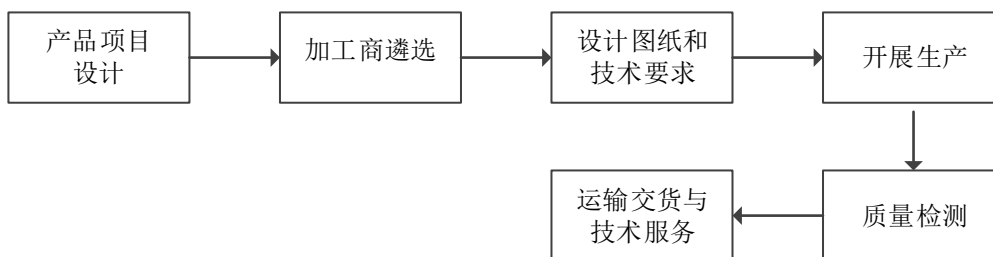 产品项目
设计
加工商遴选
设计图纸和
技术要求
开展生产
质量检测
运输交货与
技术服务